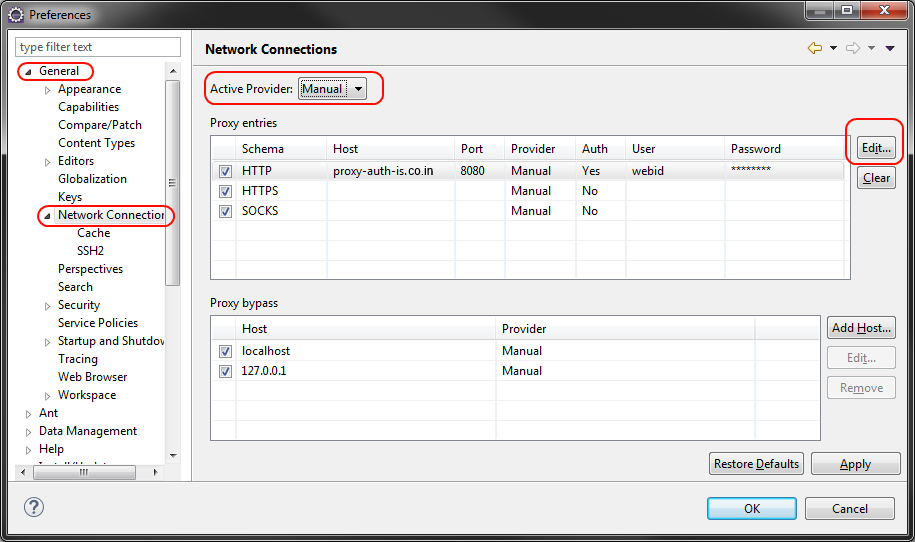 Preferences
type filter text
General
Appearance
Capabilities
Compare/Patch
Content Types
Editors
Globalization
Keys
Network Connection
Cache
SSH2
Perspectives
Search
Security
Service Policies
Startup and Shutdov
Tracing
Web Browser
Workspace
Ant
Data Management
Help
Install/Update
Network Connections
Active Provider: Manual
Proxy entries
Schema Host Port Provider Auth User Password
HTTP proxy-auth-is.co.in 8080 Manual Yes webid ********
HTTPS Manual No
SOCKS Manual No
Edit...
Clear
Proxy bypass
Host Provider
localhost Manual
127.0.0.1 Manual
Add Host...
Edit...
Remove
Restore Defaults Apply
OK Cancel